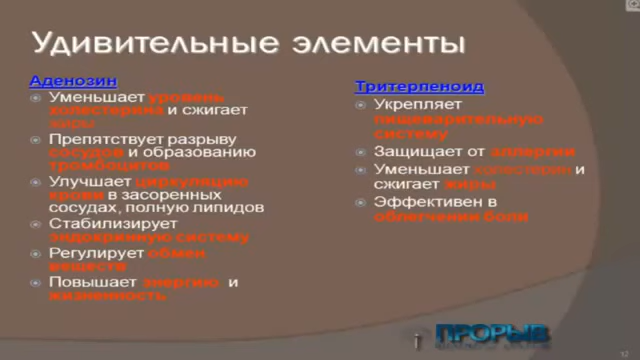 Удивительные элементы
Аденозин
Уменьшает уровень
холестерина и сжигает
жиры
Препятствует разрыву
сосудов и образованию
тромбоцитов
Улучшает циркуляцию
крови в засоренных
сосудах, полную липидов
Стабилизирует
эндокринную систему
Регулирует обмен
веществ
Повышает энергию и
жизненность
Тритерпеноид
Укрепляет
пищеварительную
систему
Защищает от аллергии
Уменьшает холестерин и
сжигает жиры
Эффективен в
облегчении боли
i ПРОРЫВ
12